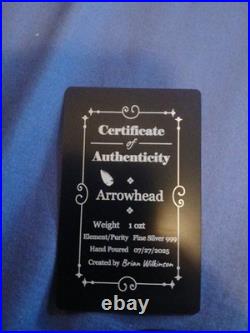 Certificate
of
Authenticity
Arrowhead
Weight 1 ozt
Element/Purity Fine Silver 999
Hand Poured 07/27/2025
Created by Brian Wilkinson